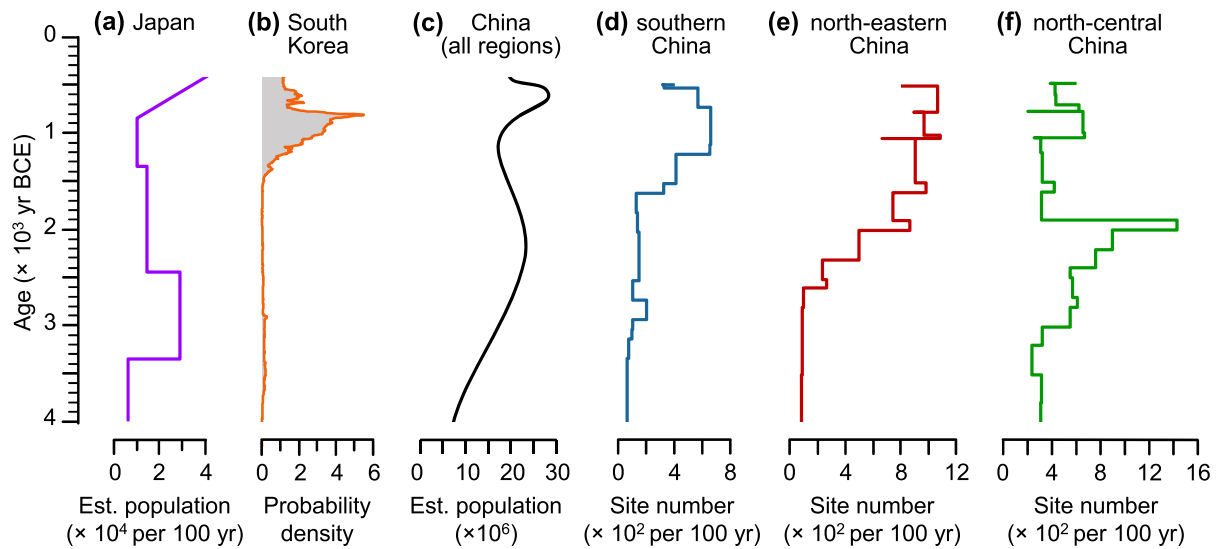 (a) Japan
(b) South
Korea
(c) China
(all regions)
(d) southern
China
(e) north-eastern
China
(f) north-central
China
Age (× 10³ yr BCE)
0
1
2
3
4
0 4
0 2 4 6
0 10 20 30
0 4 8
0 4 8 12
0 4 8 12 16
Est. population
(× 10⁴ per 100 yr)
Probability
density
Est. population
(×10⁶)
Site number
(× 10² per 100 yr)
Site number
(× 10² per 100 yr)
Site number
(× 10² per 100 yr)